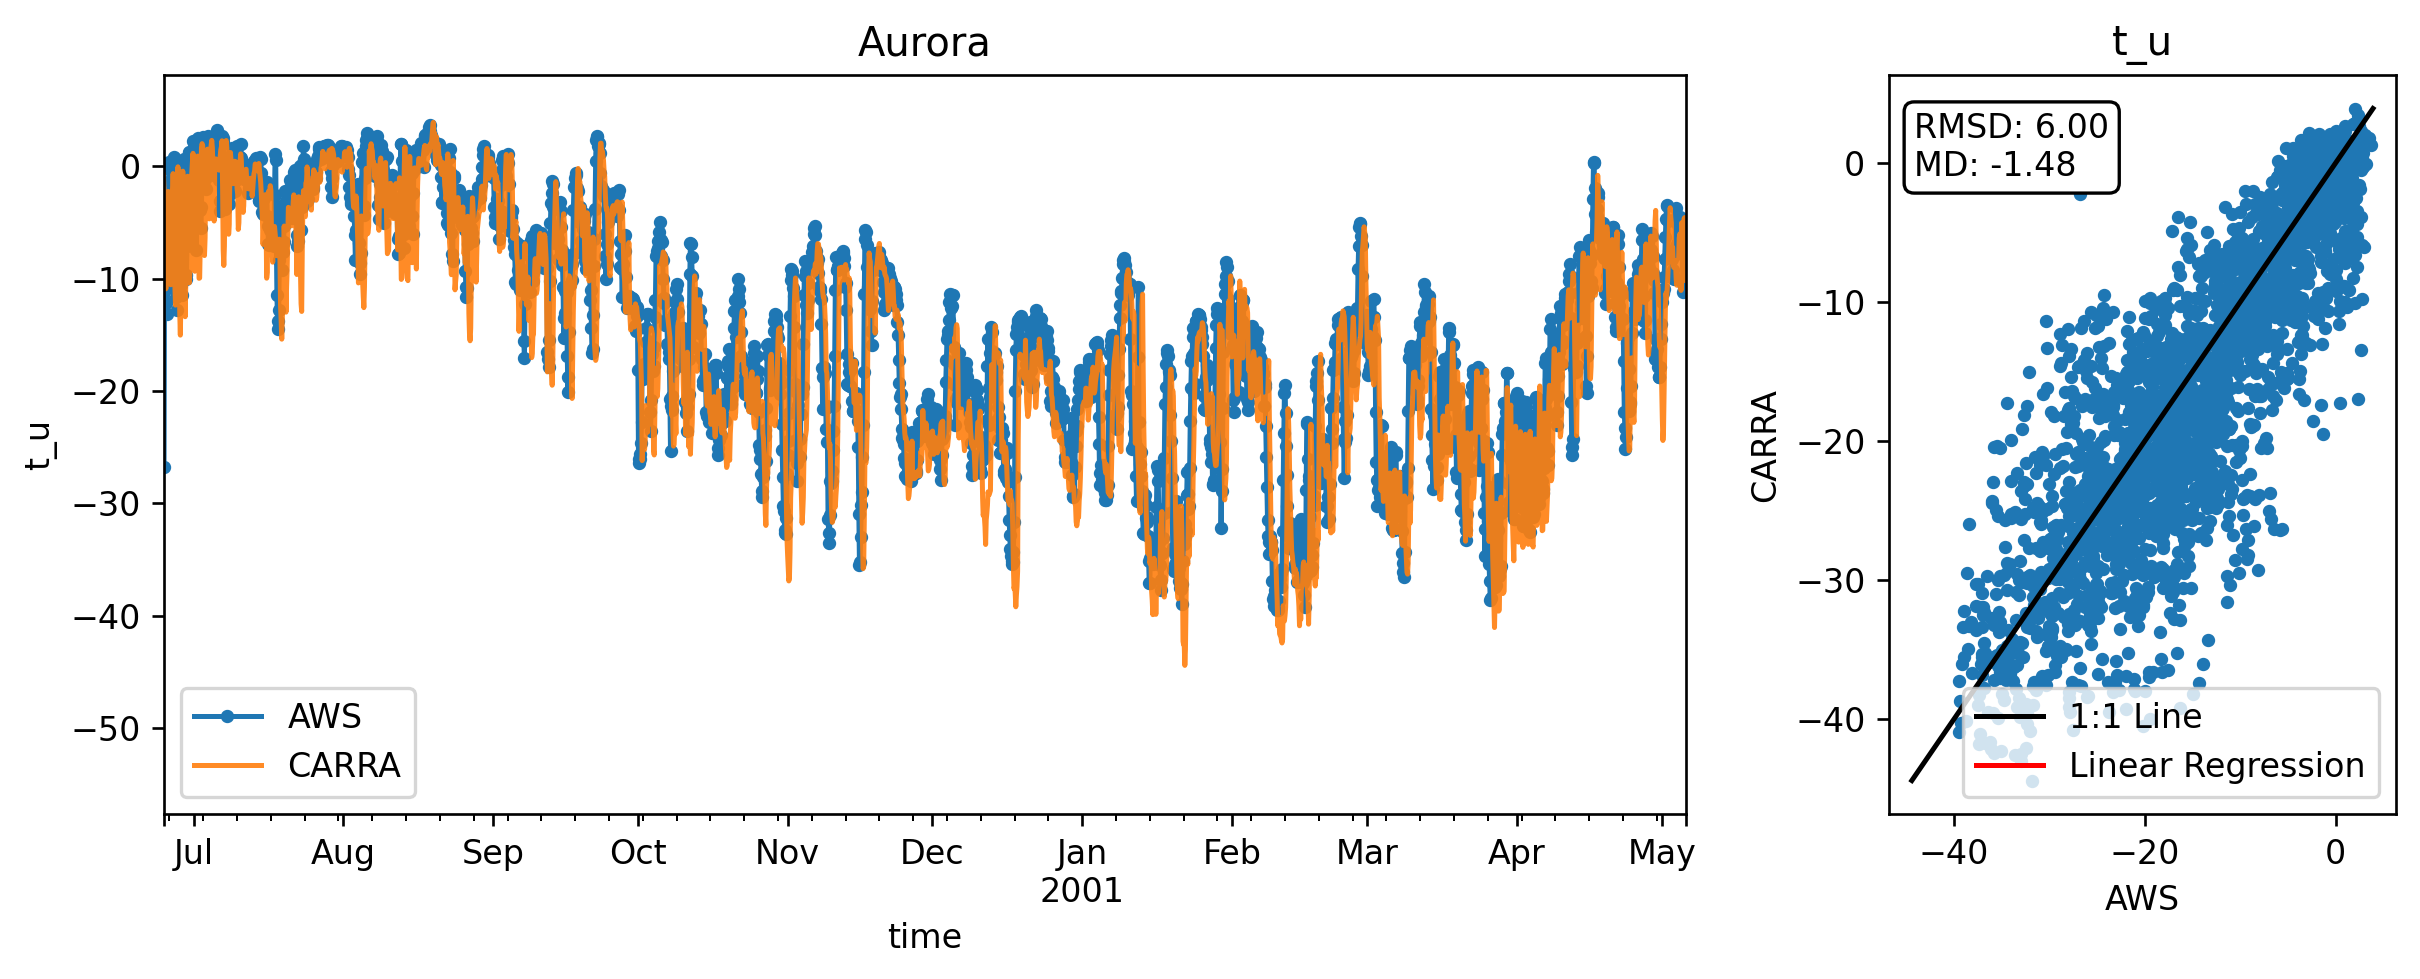 Aurora
t_u
0
−10
−20
−30
−40
−50
AWS
CARRA
Jul Aug Sep Oct Nov Dec Jan Feb Mar Apr May
2001
time
t_u
RMSD: 6.00
MD: -1.48
CARRA
0
−10
−20
−30
−40
1:1 Line
Linear Regression
−40 −20 0
AWS